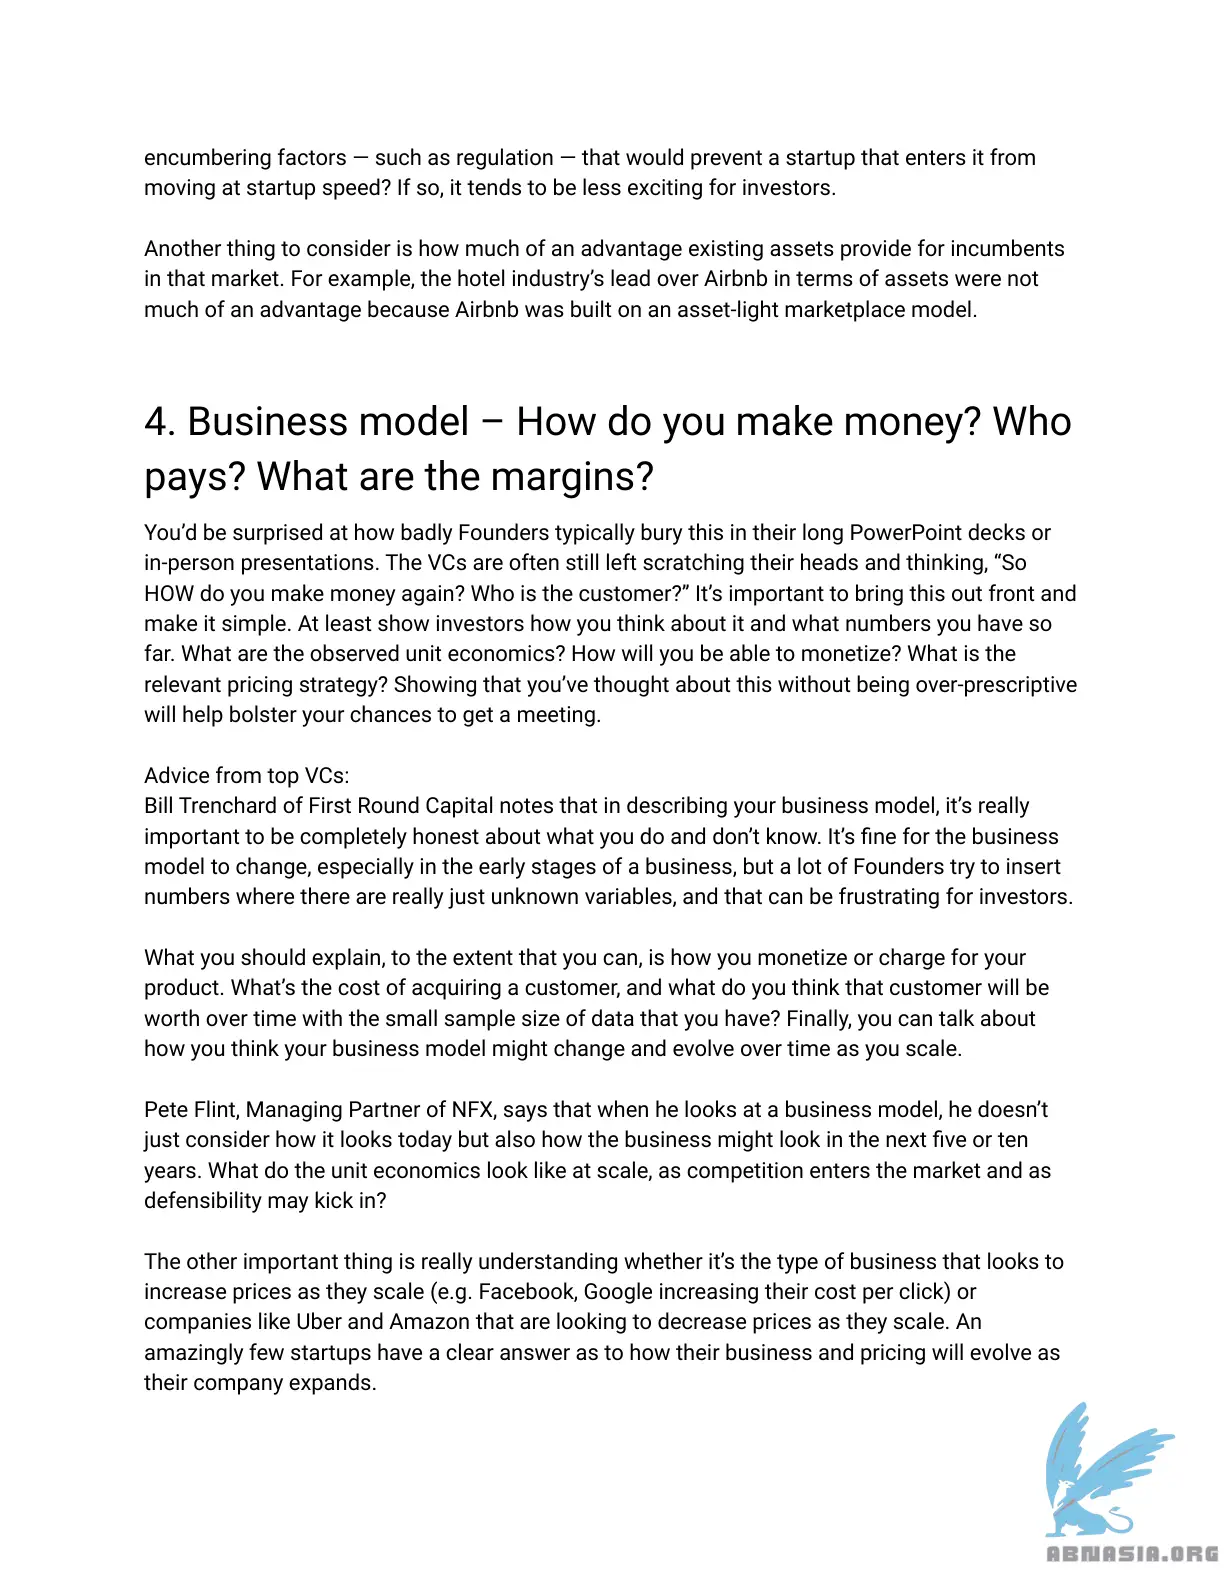 encumbering factors — such as regulation — that would prevent a startup that enters it from
moving at startup speed? If so, it tends to be less exciting for investors.
Another thing to consider is how much of an advantage existing assets provide for incumbents
in that market. For example, the hotel industry’s lead over Airbnb in terms of assets were not
much of an advantage because Airbnb was built on an asset-light marketplace model.
4. Business model – How do you make money? Who
pays? What are the margins?
You’d be surprised at how badly Founders typically bury this in their long PowerPoint decks or
in-person presentations. The VCs are often still left scratching their heads and thinking, “So
HOW do you make money again? Who is the customer?” It’s important to bring this out front and
make it simple. At least show investors how you think about it and what numbers you have so
far. What are the observed unit economics? How will you be able to monetize? What is the
relevant pricing strategy? Showing that you’ve thought about this without being over-prescriptive
will help bolster your chances to get a meeting.
Advice from top VCs:
Bill Trenchard of First Round Capital notes that in describing your business model, it’s really
important to be completely honest about what you do and don’t know. It’s fine for the business
model to change, especially in the early stages of a business, but a lot of Founders try to insert
numbers where there are really just unknown variables, and that can be frustrating for investors.
What you should explain, to the extent that you can, is how you monetize or charge for your
product. What’s the cost of acquiring a customer, and what do you think that customer will be
worth over time with the small sample size of data that you have? Finally, you can talk about
how you think your business model might change and evolve over time as you scale.
Pete Flint, Managing Partner of NFX, says that when he looks at a business model, he doesn’t
just consider how it looks today but also how the business might look in the next five or ten
years. What do the unit economics look like at scale, as competition enters the market and as
defensibility may kick in?
The other important thing is really understanding whether it’s the type of business that looks to
increase prices as they scale (e.g. Facebook, Google increasing their cost per click) or
companies like Uber and Amazon that are looking to decrease prices as they scale. An
amazingly few startups have a clear answer as to how their business and pricing will evolve as
their company expands.
ABNASIA.ORG